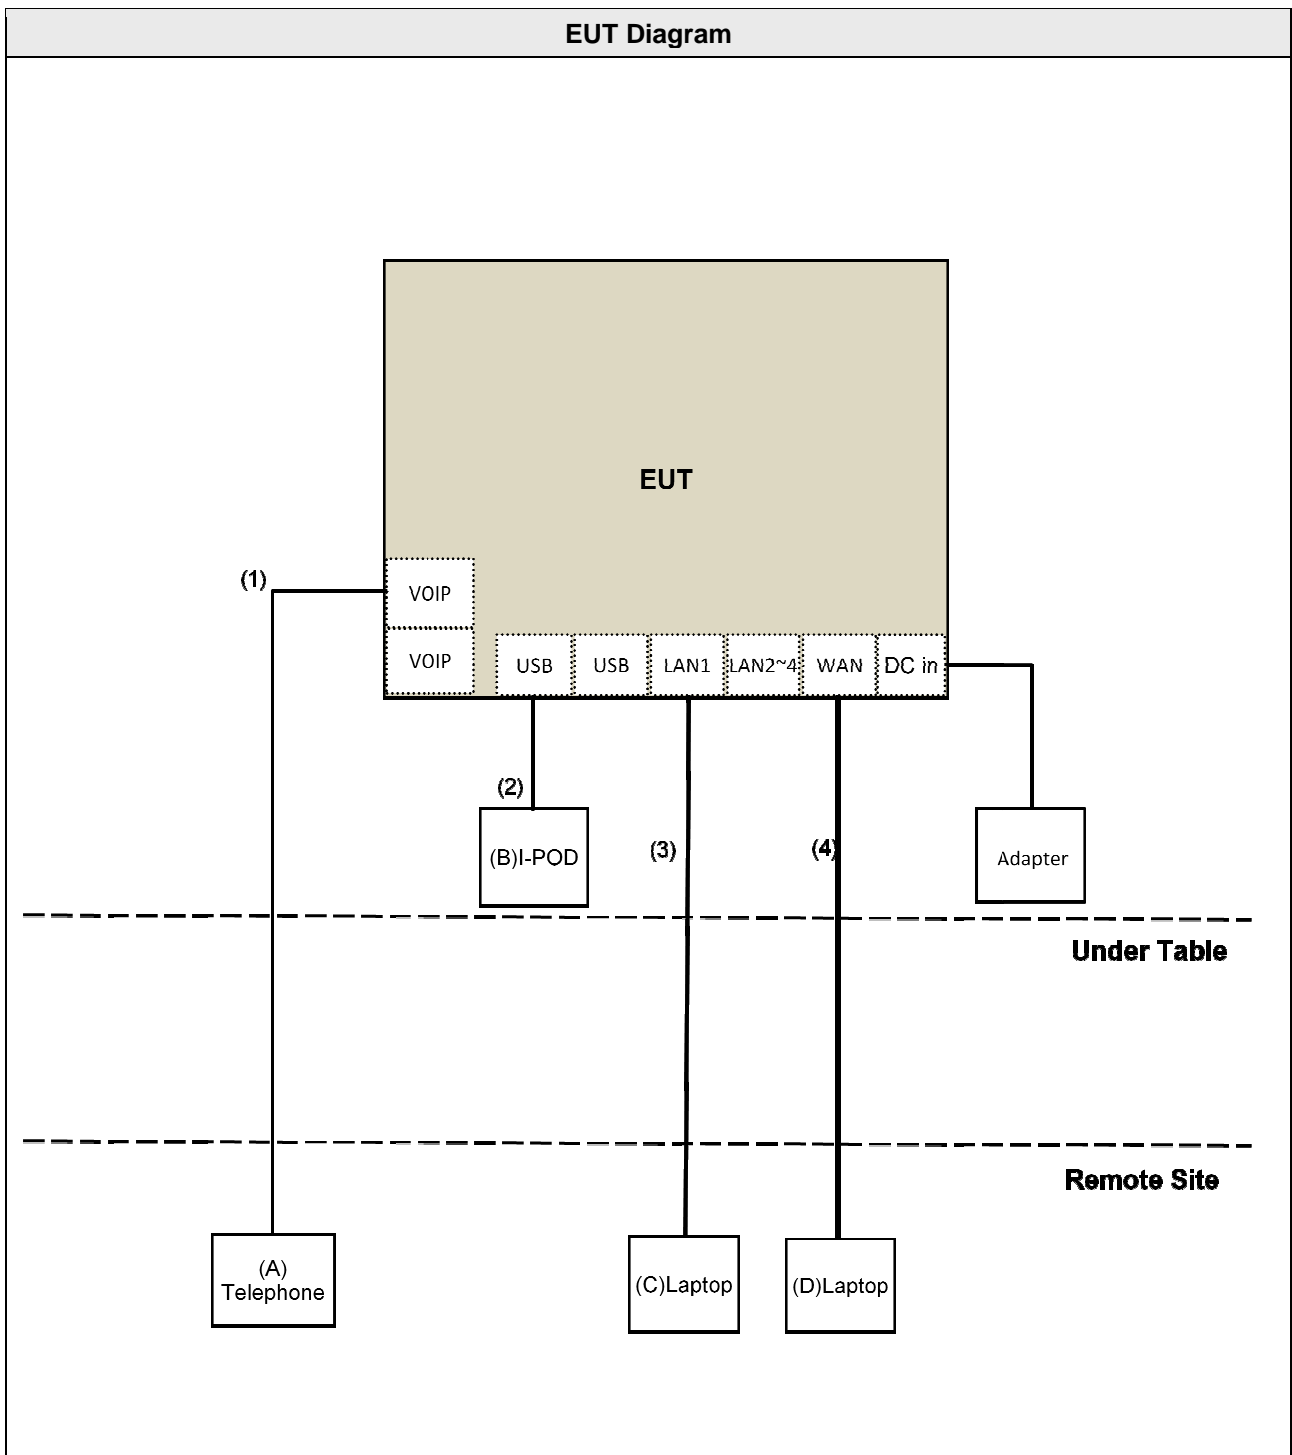 EUT Diagram
EUT
(1)
VOIP
VOIP
USB
USB
LAN1
LAN2~4
WAN
DC in
(2)
(B)I-POD
(3)
(4)
Adapter
Under Table
Remote Site
(A)
Telephone
(C)Laptop
(D)Laptop